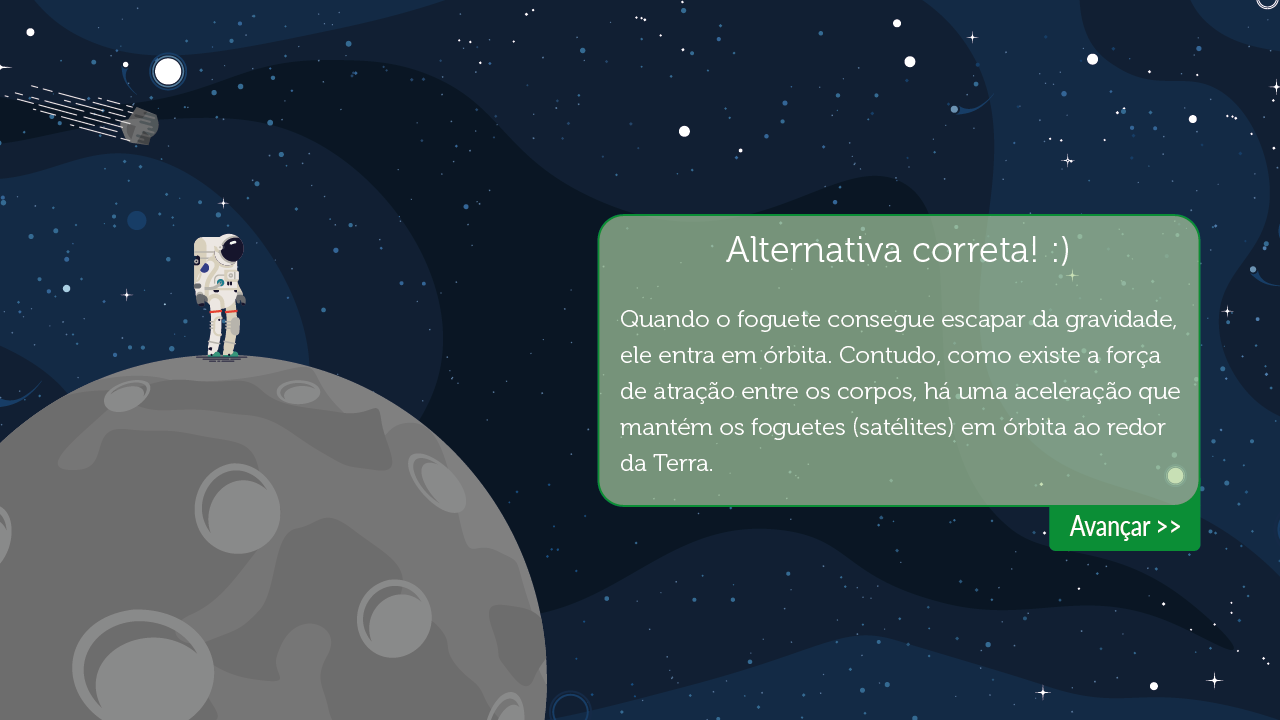 Alternativa correta! :)
Quando o foguete consegue escapar da gravidade,
ele entra em órbita. Contudo, como existe a força
de atração entre os corpos, há uma aceleração que
mantém os foguetes (satélites) em órbita ao redor
da Terra.
Avançar >>